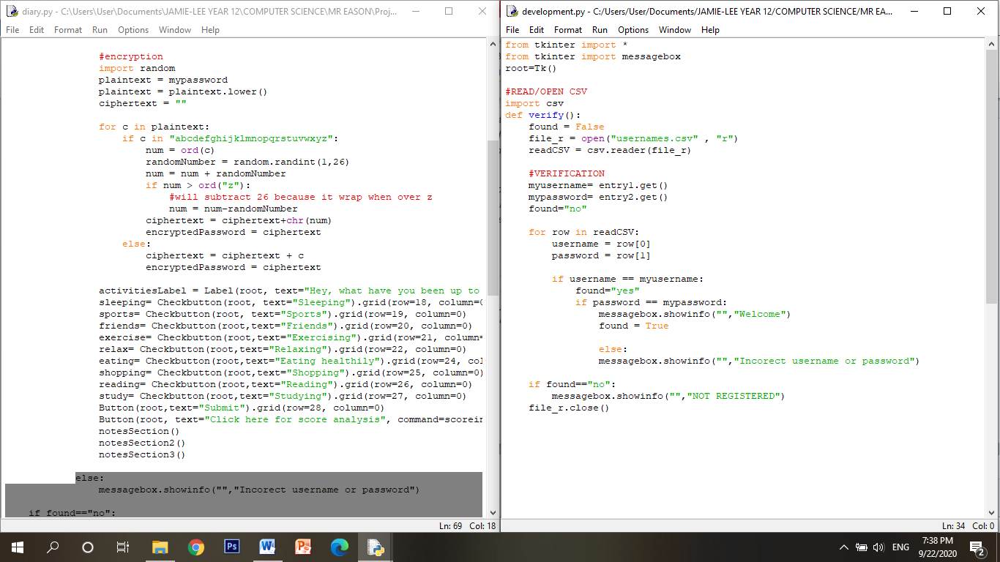 diary.py - C:\Users\User\Documents\JAMIE-LEE YEAR 12\COMPUTER SCIENCE\MR EASON\Proj...
File Edit Format Run Options Window Help
#encryption
import random
plaintext = mypassword
plaintext = plaintext.lower()
ciphertext = ""
for c in plaintext:
if c in "abcdefghijklmnopqrstuvwxyz":
num = ord(c)
randomNumber = random.randint(1,26)
num = num + randomNumber
if num > ord("z"):
#will subtract 26 because it wrap when over z
num = num-randomNumber
ciphertext = ciphertext+chr(num)
encryptedPassword = ciphertext
else:
ciphertext = ciphertext + c
encryptedPassword = ciphertext
activitiesLabel = Label(root, text="Hey, what have you been up to
sleeping= Checkbutton(root, text="Sleeping").grid(row=18, column=0
sports= Checkbutton(root, text="Sports").grid(row=19, column=0)
friends= Checkbutton(root,text="Friends").grid(row=20, column=0)
exercise= Checkbutton(root,text="Exercising").grid(row=21, column=
relax= Checkbutton(root,text="Relaxing").grid(row=22, column=0)
eating= Checkbutton(root,text="Eating healthily").grid(row=24, col
shopping= Checkbutton(root,text="Shopping").grid(row=25, column=0)
reading= Checkbutton(root,text="Reading").grid(row=26, column=0)
study= Checkbutton(root,text="Studying").grid(row=27, column=0)
Button(root,text="Submit").grid(row=28, column=0)
Button(root, text="Click here for score analysis", command=scorein
notesSection()
notesSection2()
notesSection3()
else:
messagebox.showinfo("","Incorect username or password")
if found=="no":
Ln: 69 Col: 18
development.py - C:/Users/User/Documents/JAMIE-LEE YEAR 12/COMPUTER SCIENCE/MR EA...
File Edit Format Run Options Window Help
from tkinter import *
from tkinter import messagebox
root=Tk()
#READ/OPEN CSV
import csv
def verify():
found = False
file_r = open("usernames.csv" , "r")
readCSV = csv.reader(file_r)
#VERIFICATION
myusername= entry1.get()
mypassword= entry2.get()
found="no"
for row in readCSV:
username = row[0]
password = row[1]
if username == myusername:
found="yes"
if password == mypassword:
messagebox.showinfo("","Welcome")
found = True
else:
messagebox.showinfo("","Incorect username or password")
if found=="no":
messagebox.showinfo("","NOT REGISTERED")
file_r.close()
Ln: 34 Col: 0
Ps
W
P
ENG
7:38 PM
9/22/2020
2